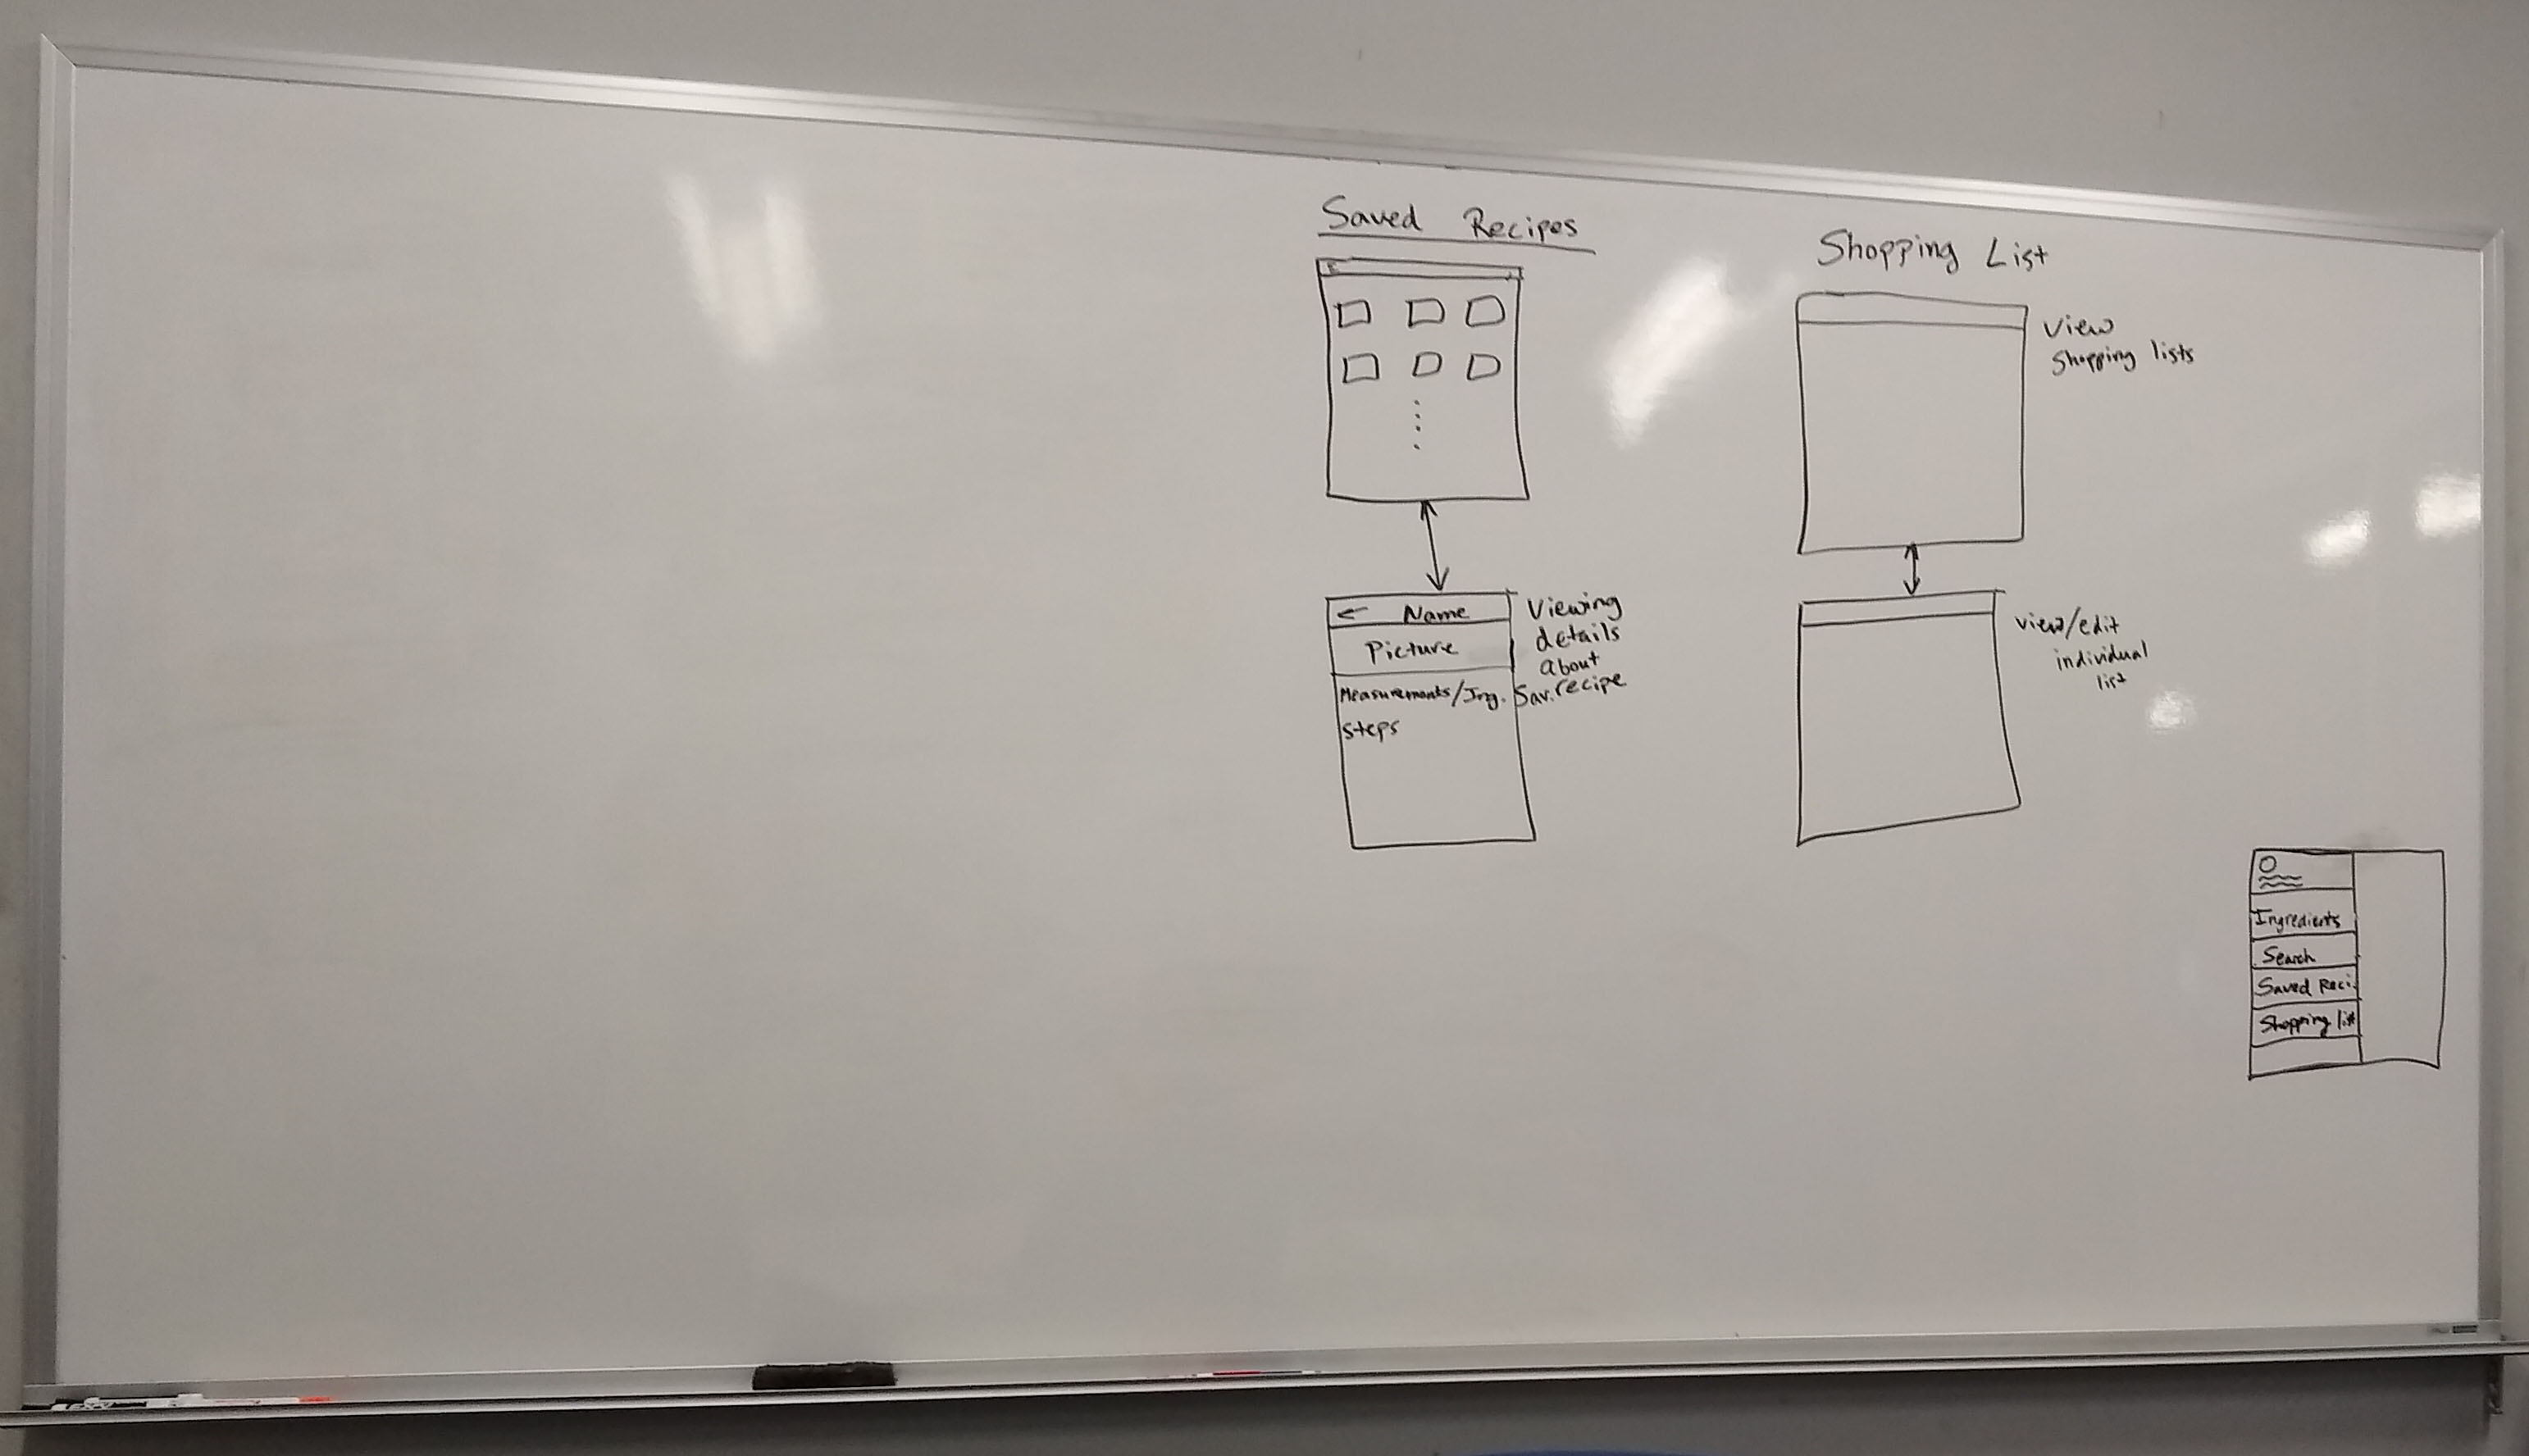 Saved Recipes
Name
Picture
Measurements/Ing.
Steps
Viewing
details
about
Sav. recipe
Shopping List
View
Shopping lists
view/edit
individual
list
Ingredients
Search
Saved Reci.
Shopping list